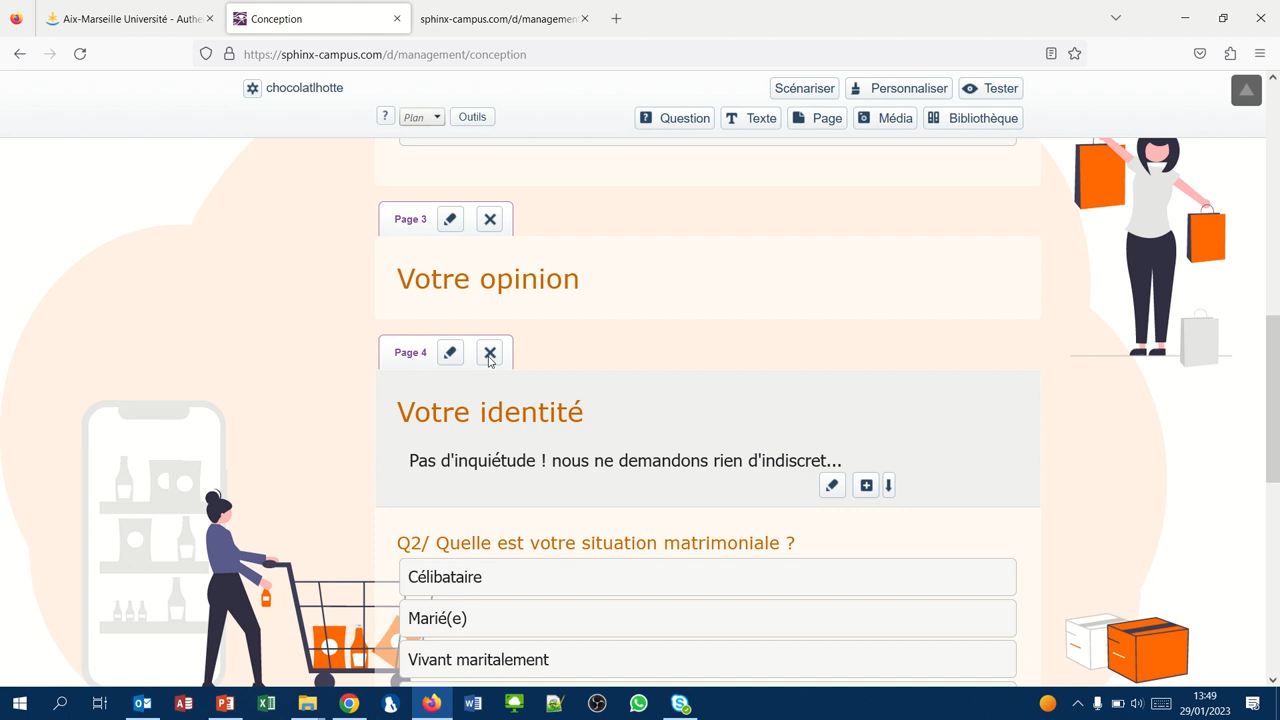 Aix-Marseille Université - Authe
Conception
sphinx-campus.com/d/management
https://sphinx-campus.com/d/management/conception
chocolatlhotte
Scénariser
Personnaliser
Tester
?
Plan
Outils
Question
Texte
Page
Média
Bibliothèque
Page 3
Votre opinion
Page 4
Votre identité
Pas d'inquiétude ! nous ne demandons rien d'indiscret...
Q2/ Quelle est votre situation matrimoniale ?
Célibataire
Marié(e)
Vivant maritalement
13:49
29/01/2023